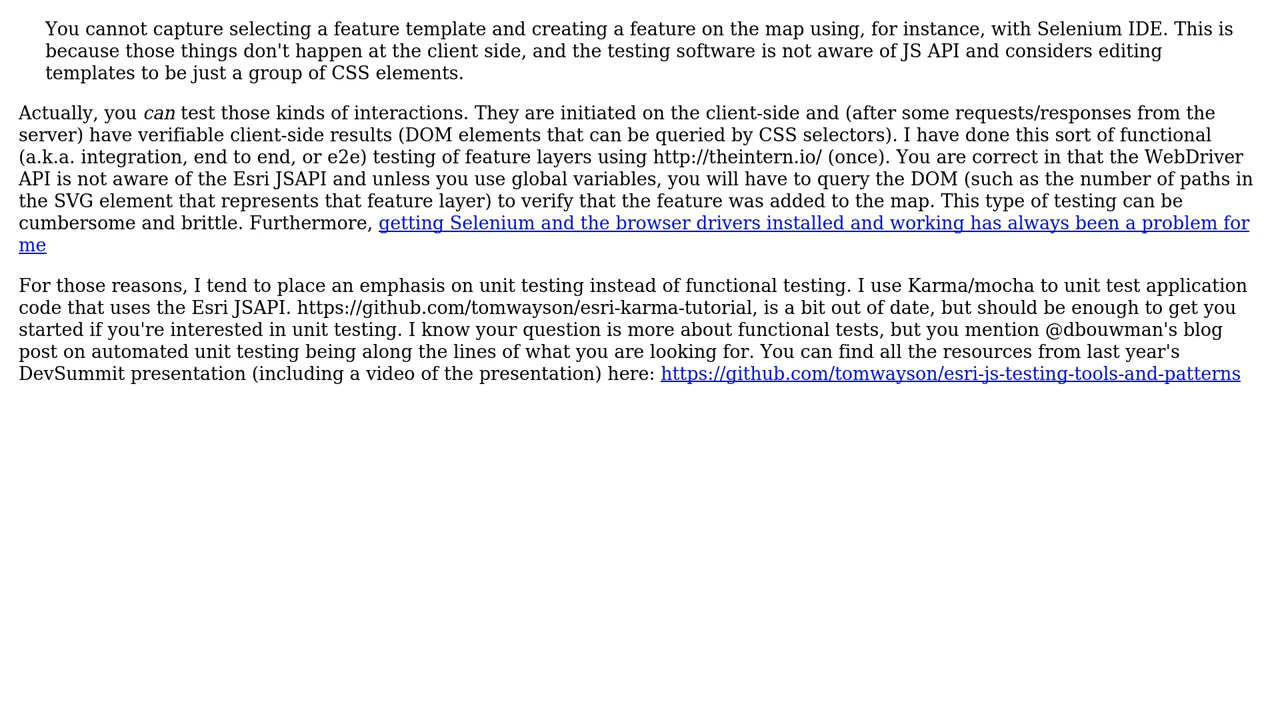 You cannot capture selecting a feature template and creating a feature on the map using, for instance, with Selenium IDE. This is
because those things don't happen at the client side, and the testing software is not aware of JS API and considers editing
templates to be just a group of CSS elements.
Actually, you can test those kinds of interactions. They are initiated on the client-side and (after some requests/responses from the
server) have verifiable client-side results (DOM elements that can be queried by CSS selectors). I have done this sort of functional
(a.k.a. integration, end to end, or e2e) testing of feature layers using http://theintern.io/ (once). You are correct in that the WebDriver
API is not aware of the Esri JSAPI and unless you use global variables, you will have to query the DOM (such as the number of paths in
the SVG element that represents that feature layer) to verify that the feature was added to the map. This type of testing can be
cumbersome and brittle. Furthermore, getting Selenium and the browser drivers installed and working has always been a problem for
me
For those reasons, I tend to place an emphasis on unit testing instead of functional testing. I use Karma/mocha to unit test application
code that uses the Esri JSAPI. https://github.com/tomwayson/esri-karma-tutorial, is a bit out of date, but should be enough to get you
started if you're interested in unit testing. I know your question is more about functional tests, but you mention @dbouwman's blog
post on automated unit testing being along the lines of what you are looking for. You can find all the resources from last year's
DevSummit presentation (including a video of the presentation) here: https://github.com/tomwayson/esri-js-testing-tools-and-patterns